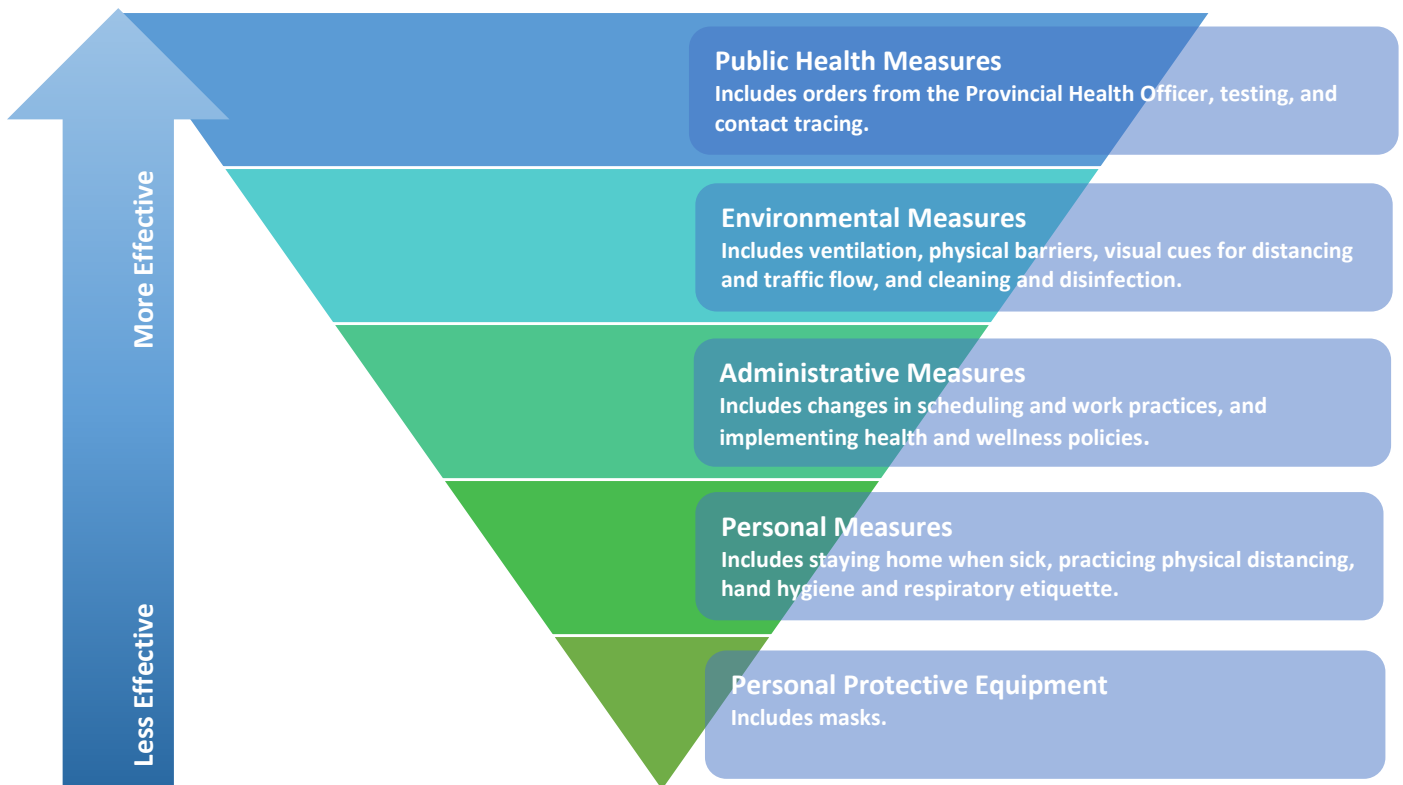 Public Health Measures
Includes orders from the Provincial Health Officer, testing, and
contact tracing.
More Effective
Environmental Measures
Includes ventilation, physical barriers, visual cues for distancing
and traffic flow, and cleaning and disinfection.
Administrative Measures
Includes changes in scheduling and work practices, and
implementing health and wellness policies.
Personal Measures
Includes staying home when sick, practicing physical distancing,
hand hygiene and respiratory etiquette.
Less Effective
Personal Protective Equipment
Includes masks.